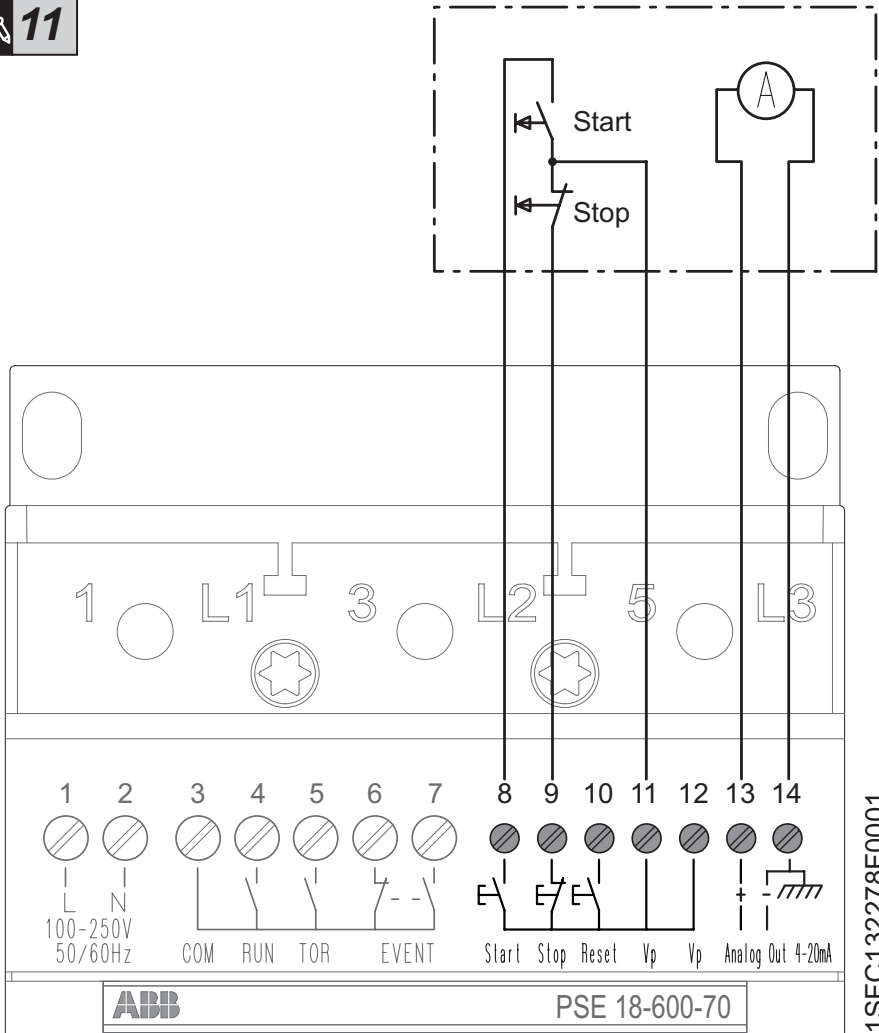 11
Start
A
Stop
1 L1 3 L2 5 L3
1 2 3 4 5 6 7 8 9 10 11 12 13 14
L N
100-250V
50/60Hz
COM RUN TOR EVENT Start Stop Reset Vp Vp Analog Out 4-20mA
+ -
ABB PSE 18-600-70
1SFC132278F0001